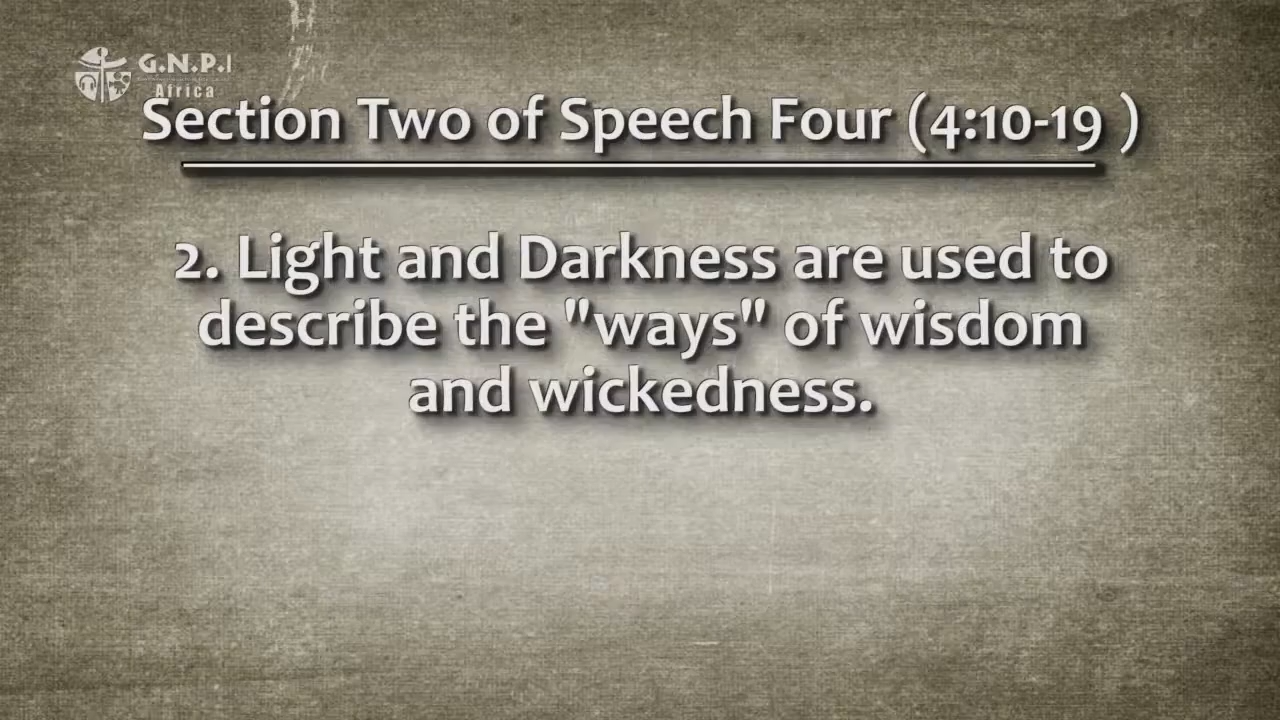 G.N.P.I
Africa
Section Two of Speech Four (4:10-19 )
2. Light and Darkness are used to
describe the "ways" of wisdom
and wickedness.